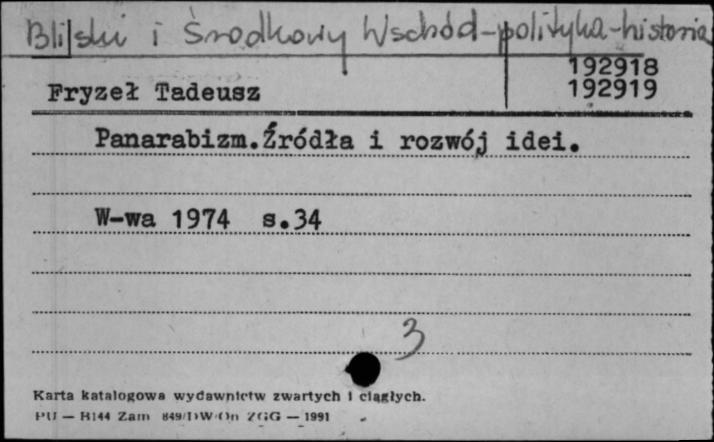 Bliski i Środkowy Wschód-polityka-historia
192918
Fryzeł Tadeusz 192919
Panarabizm.Źródła i rozwój idei.
W-wa 1974 s.34
3
Karta katalogowa wydawnictw zwartych i ciągłych.
PU — H144 Zam 849/DW/On ZGG — 1991